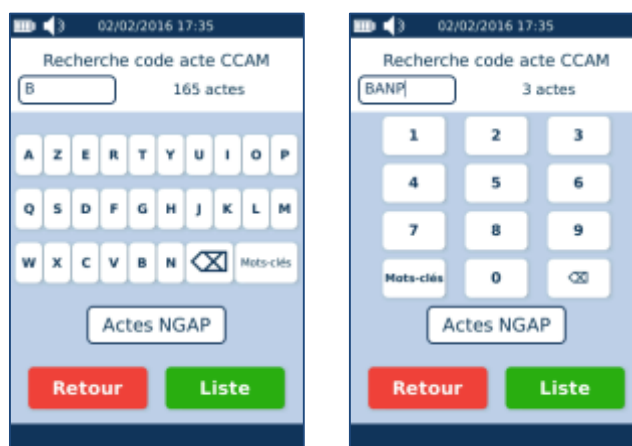 02/02/2016 17:35
Recherche code acte CCAM
B 165 actes
A Z E R T Y U I O P
Q S D F G H J K L M
W X C V B N Mots-clés
Actes NGAP
Retour Liste
02/02/2016 17:35
Recherche code acte CCAM
BANP 3 actes
1 2 3
4 5 6
7 8 9
Mots-clés 0
Actes NGAP
Retour Liste